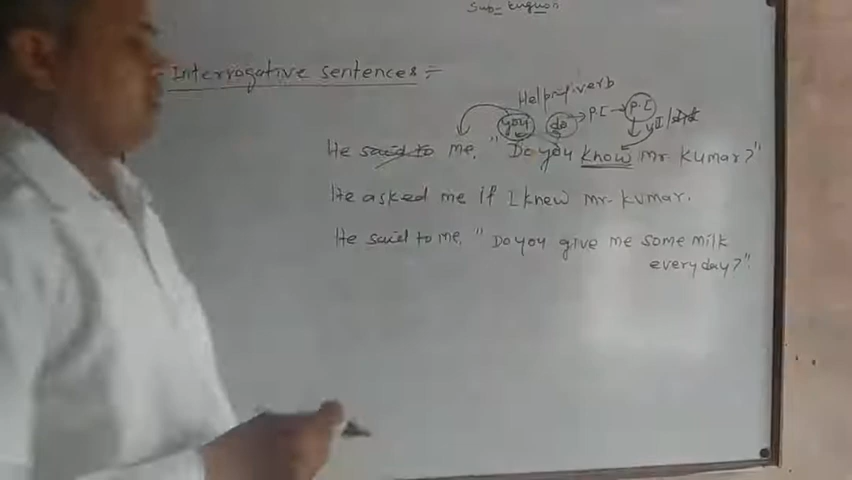 Interrogative sentences :-
Helping verb
you do → P.I → P.I
He said to me, "Do you know mr. Kumar?"
He asked me if I knew mr. Kumar.
He said to me, "Do you give me some milk
everyday?"